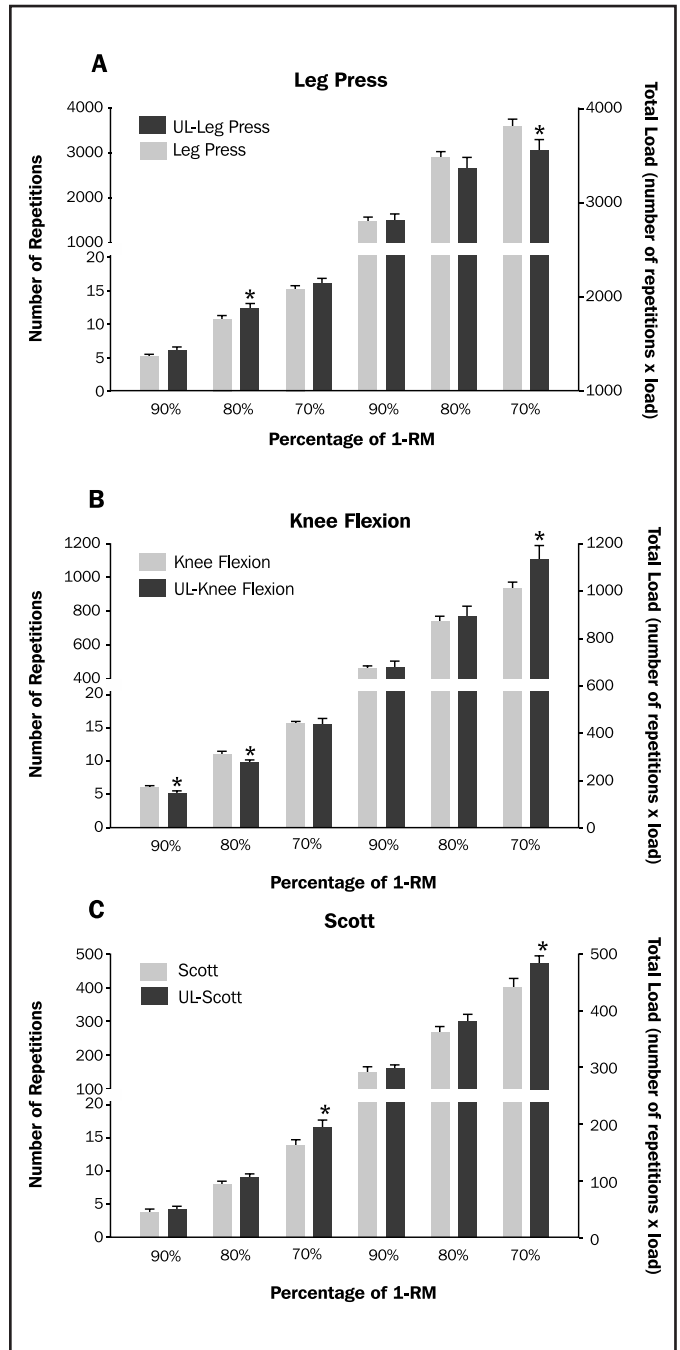 A
Leg Press
Number of Repetitions
4000
3000
2000
1000
20
15
10
5
0
UL-Leg Press
Leg Press
*
*
4000
3000
2000
1000
Total Load (number of repetitions x load)
90% 80% 70% 90% 80% 70%
Percentage of 1-RM
B
Knee Flexion
Number of Repetitions
1200
800
600
400
20
15
10
5
0
Knee Flexion
UL-Knee Flexion
*
*
*
1200
1000
800
600
400
200
0
Total Load (number of repetitions x load)
90% 80% 70% 90% 80% 70%
Percentage of 1-RM
C
Scott
Number of Repetitions
500
400
300
200
100
20
15
10
5
0
Scott
UL-Scott
*
*
500
400
300
200
100
0
Total Load (number of repetitions x load)
90% 80% 70% 90% 80% 70%
Percentage of 1-RM